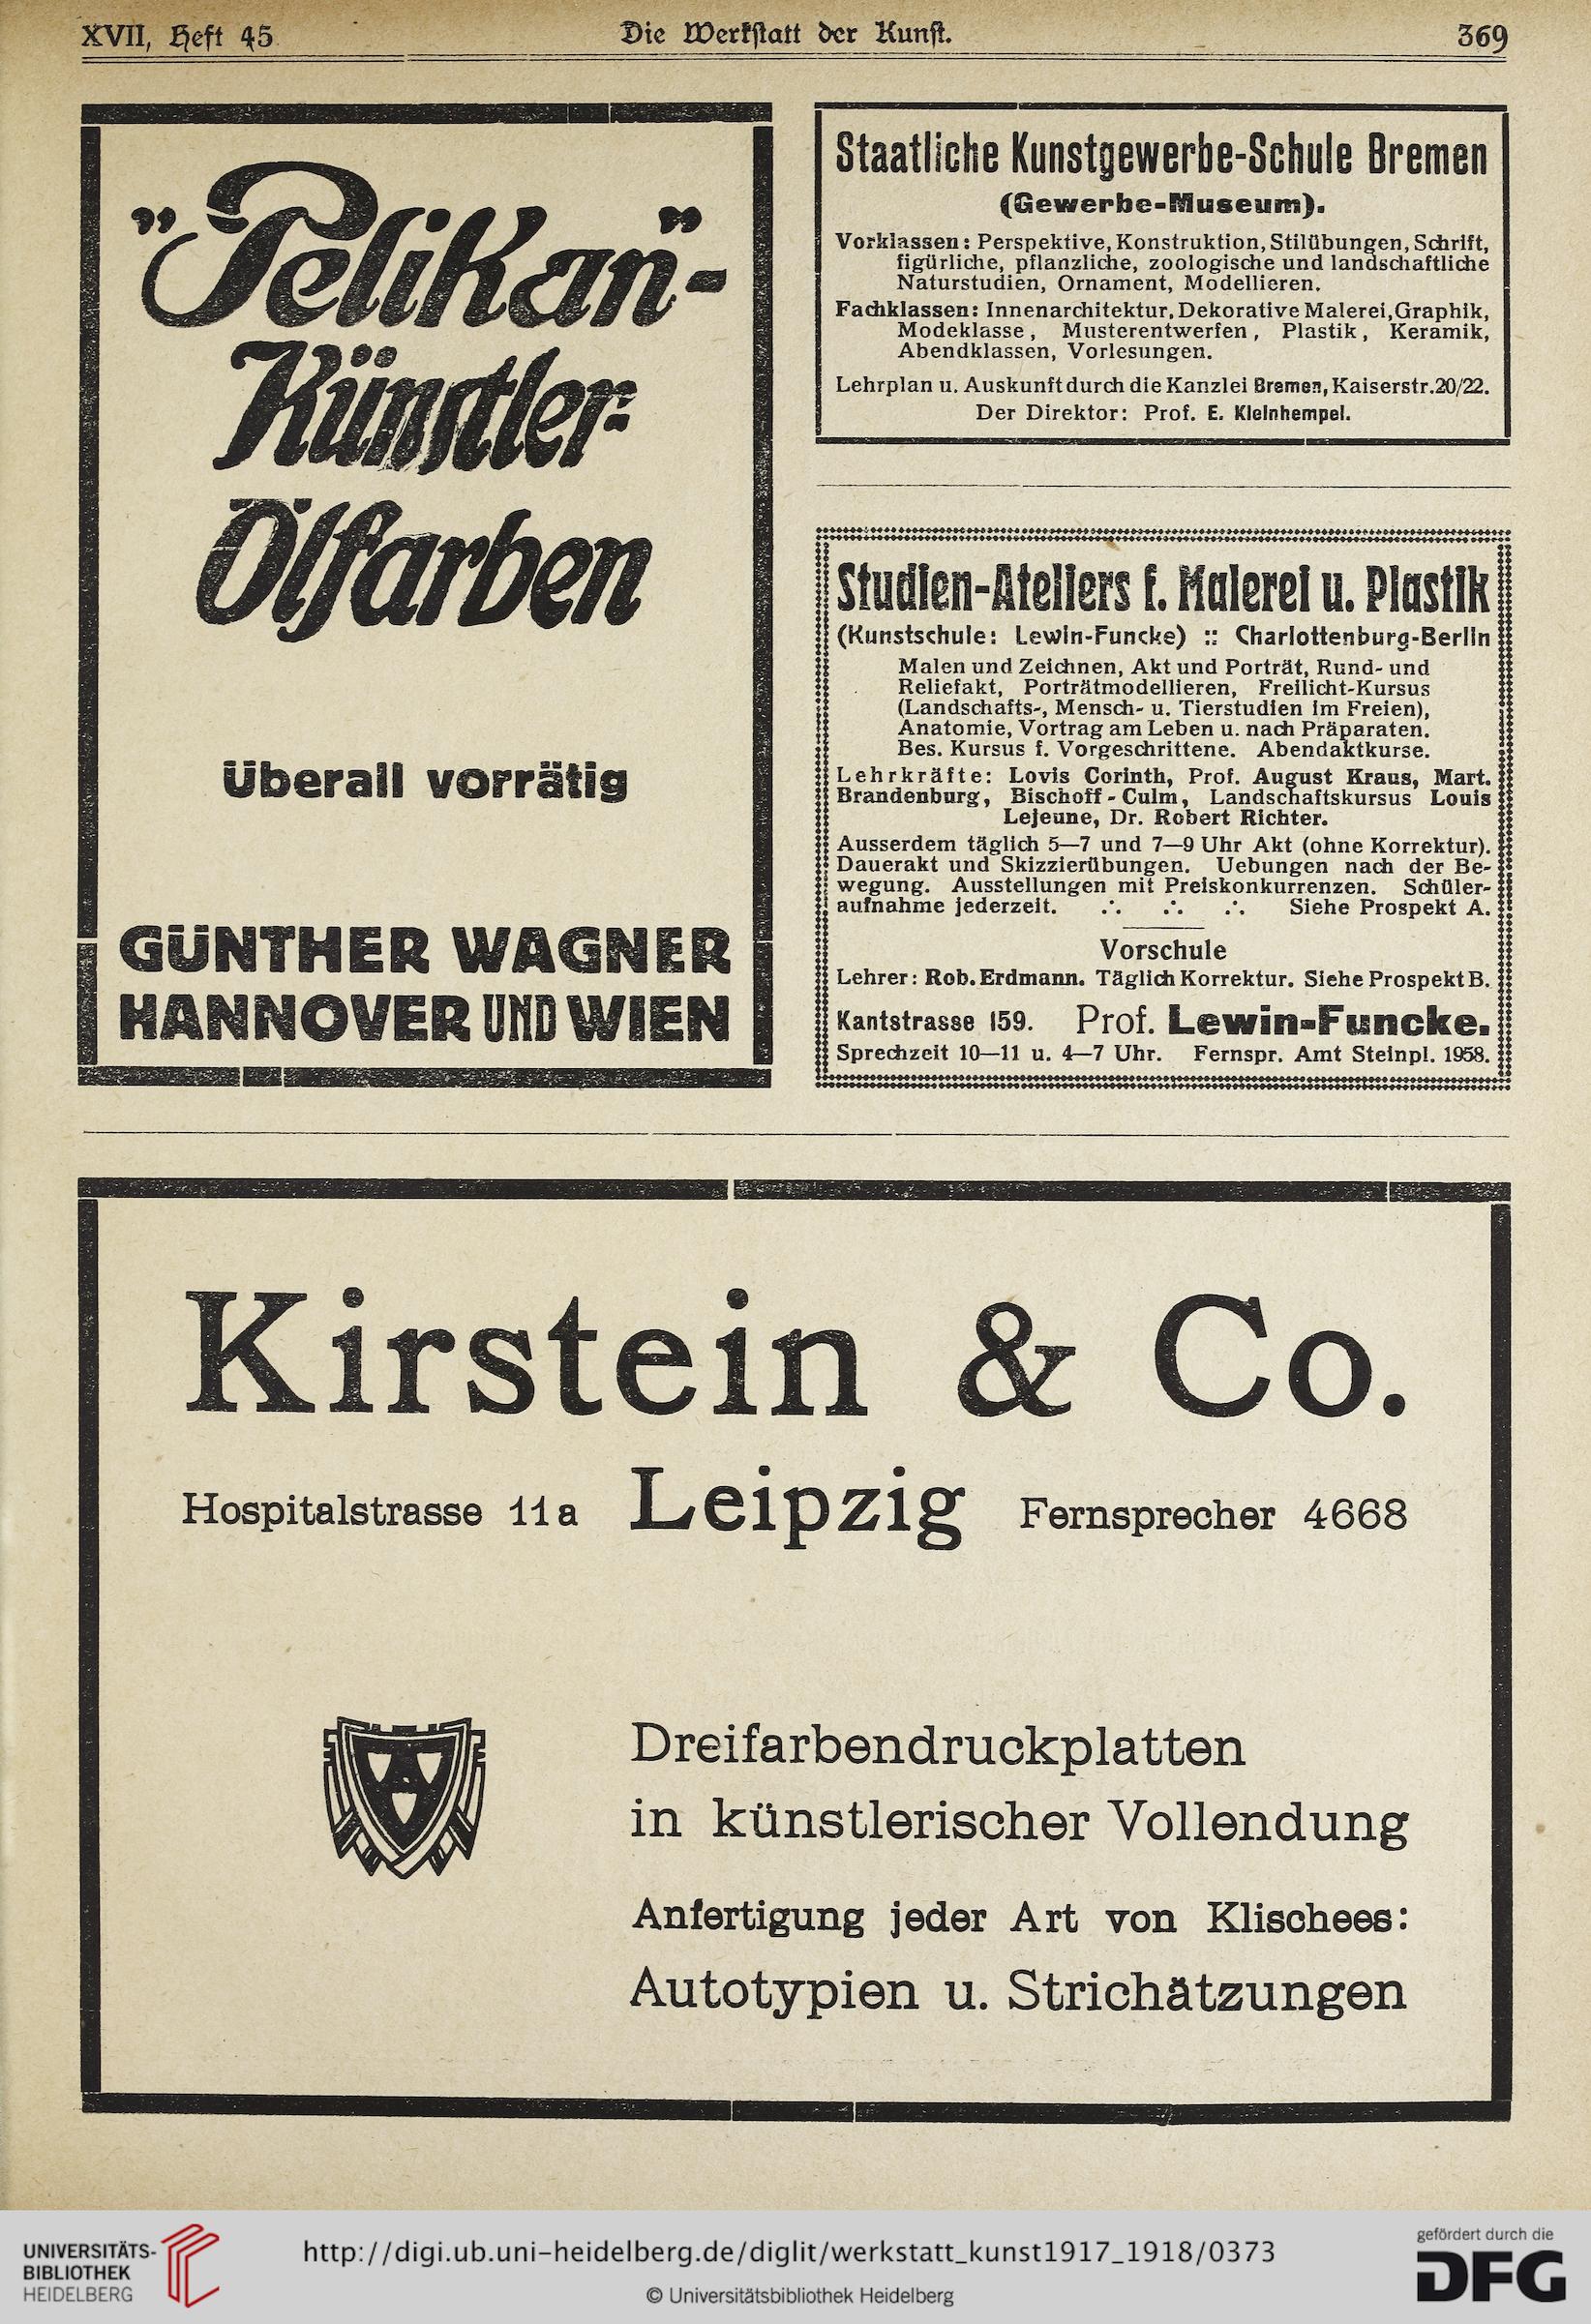 XVII, Heft 45
Die Werkstatt der Kunst.
369
"Pelikan"-
Künstler-
Ölfarben
Überall vorrätig
GÜNTHER WAGNER
HANNOVER UND WIEN
Staatliche Kunstgewerbe-Schule Bremen
(Gewerbe-Museum).
Vorklassen: Perspektive, Konstruktion, Stilübungen, Schrift,
figürliche, pflanzliche, zoologische und landschaftliche
Naturstudien, Ornament, Modellieren.
Fachklassen: Innenarchitektur, Dekorative Malerei, Graphik,
Modeklasse, Musterentwerfen, Plastik, Keramik,
Abendklassen, Vorlesungen.
Lehrplan u. Auskunft durch die Kanzlei Bremen, Kaiserstr. 20/22.
Der Direktor: Prof. E. Kleinhempel.
Studien-Ateliers f. Malerei u. Plastik
(Kunstschule: Lewin-Funcke) :: Charlottenburg-Berlin
Malen und Zeichnen, Akt und Porträt, Rund- und
Reliefakt, Porträtmodellieren, Freilicht-Kursus
(Landschafts-, Mensch- u. Tierstudien im Freien),
Anatomie, Vortrag am Leben u. nach Präparaten.
Bes. Kursus f. Vorgeschrittene. Abendaktkurse.
Lehrkräfte: Lovis Corinth, Prof. August Kraus, Mart.
Brandenburg, Bischoff-Culm, Landschaftskursus Louis
Lejeune, Dr. Robert Richter.
Ausserdem täglich 5—7 und 7—9 Uhr Akt (ohne Korrektur).
Dauerakt und Skizzierübungen. Uebungen nach der Be-
wegung. Ausstellungen mit Preiskonkurrenzen. Schüler-
aufnahme jederzeit. ∴ ∴ ∴ Siehe Prospekt A.
Vorschule
Lehrer: Rob. Erdmann. Täglich Korrektur. Siehe Prospekt B.
Kantstrasse 159. Prof. Lewin-Funcke.
Sprechzeit 10—11 u. 4—7 Uhr. Fernspr. Amt Steinpl. 1958.
Kirstein & Co.
Hospitalstrasse 11a Leipzig Fernsprecher 4668
Dreifarbendruckplatten
in künstlerischer Vollendung
Anfertigung jeder Art von Klischees:
Autotypien u. Strichätzungen
UNIVERSITÄTS-
BIBLIOTHEK
HEIDELBERG
http://digi.ub.uni-heidelberg.de/diglit/werkstatt_kunst1917_1918/0373
© Universitätsbibliothek Heidelberg
gefördert durch die
DFG